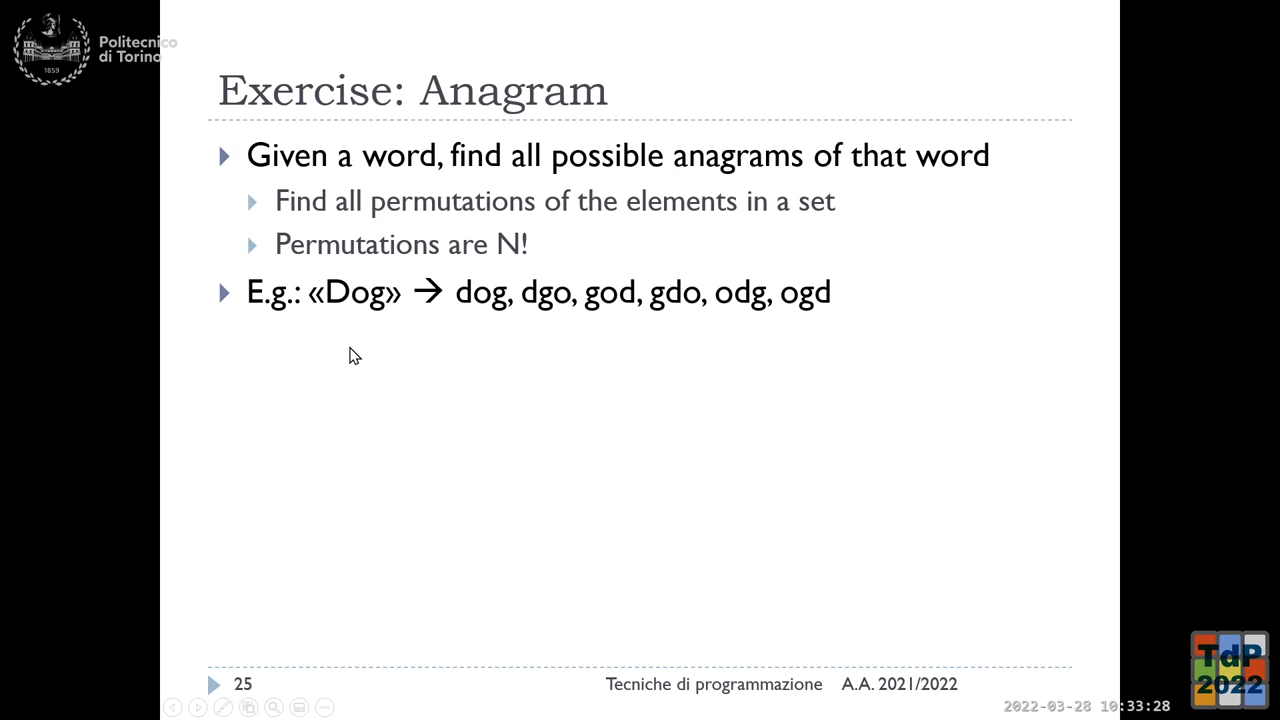 Politecnico
di Torino
1859
Exercise: Anagram
Given a word, find all possible anagrams of that word
Find all permutations of the elements in a set
Permutations are N!
E.g.: «Dog» → dog, dgo, god, gdo, odg, ogd
25 Tecniche di programmazione A.A. 2021/2022
TdP
2022
2022-03-28 10:33:28